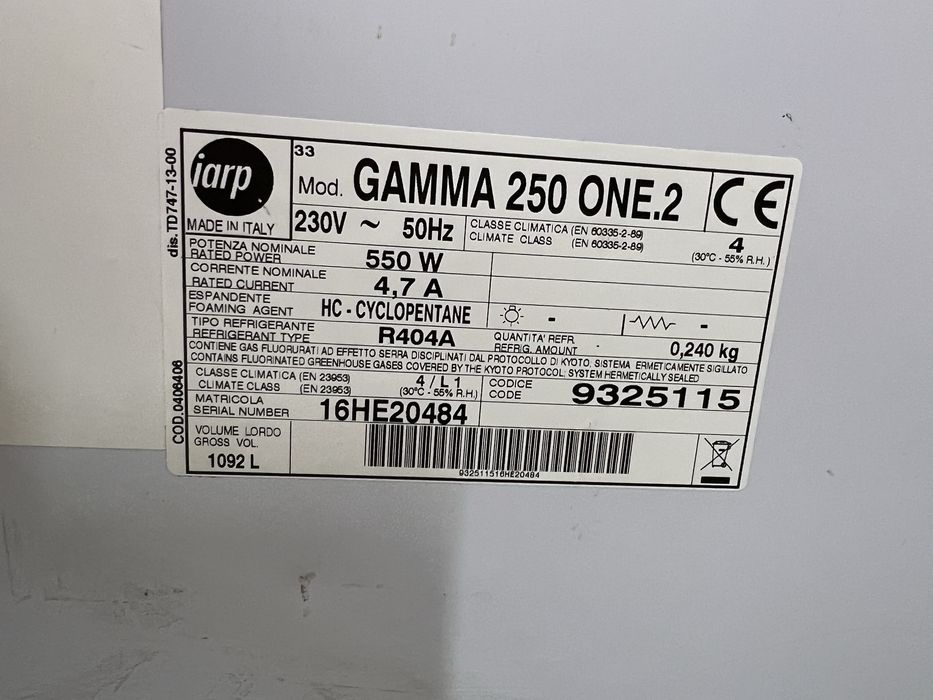 iarp
33
Mod. GAMMA 250 ONE.2
CE
MADE IN ITALY
230V ~ 50Hz
CLASSE CLIMATICA (EN 60335-2-89)
CLIMATE CLASS (EN 60335-2-89)
4
(30°C - 55% R.H.)
POTENZA NOMINALE
RATED POWER
550 W
CORRENTE NOMINALE
RATED CURRENT
4,7 A
ESPANDENTE
FOAMING AGENT
HC - CYCLOPENTANE
-
-
TIPO REFRIGERANTE
REFRIGERANT TYPE
R404A
QUANTITA' REFR.
REFRIG. AMOUNT
0,240 kg
CONTIENE GAS FLUORURATI AD EFFETTO SERRA DISCIPLINATI DAL PROTOCOLLO DI KYOTO, SISTEMA ERMETICAMENTE SIGILLATO
CONTAINS FLUORINATED GREENHOUSE GASES COVERED BY THE KYOTO PROTOCOL; SYSTEM HERMETICALLY SEALED
CLASSE CLIMATICA (EN 23953)
CLIMATE CLASS (EN 23953)
4 / L 1
(30°C - 55% R.H.)
CODICE
CODE
9325115
MATRICOLA
SERIAL NUMBER
16HE20484
VOLUME LORDO
GROSS VOL.
1092 L
932511516HE20484
dis. TD747-13-00
COD.0406406